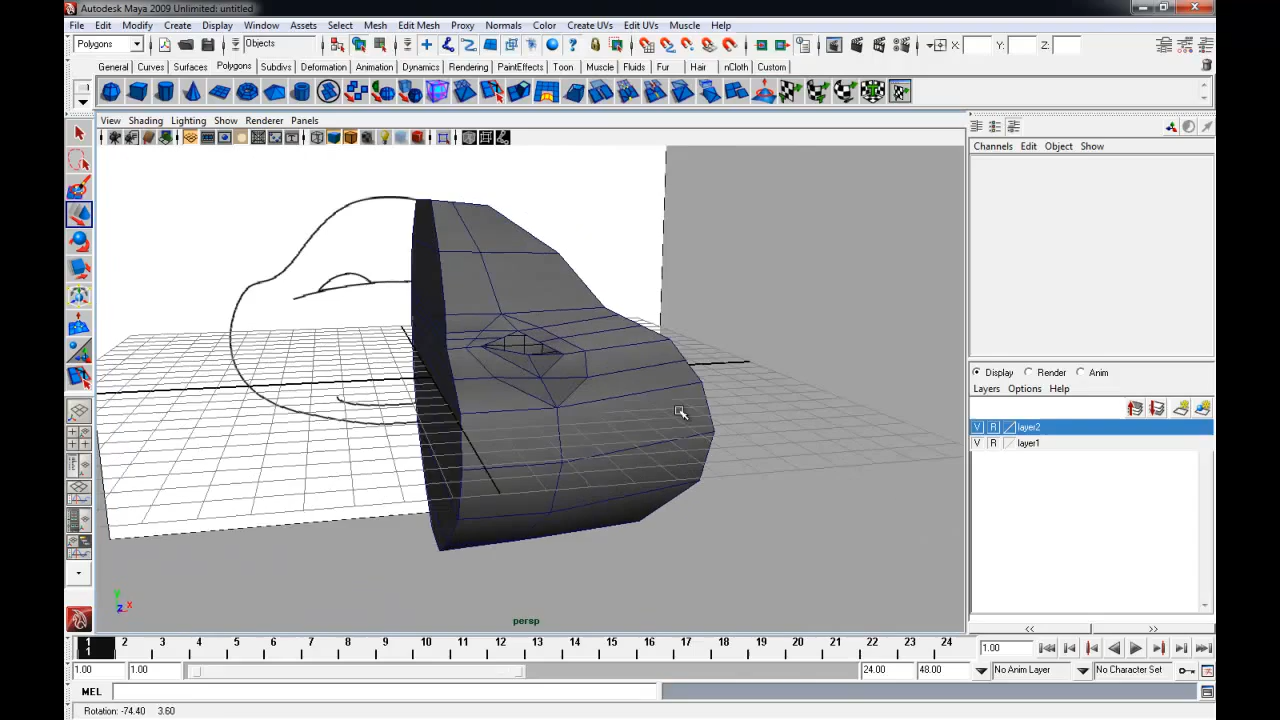 Autodesk Maya 2009 Unlimited: untitled
File Edit Modify Create Display Window Assets Select Mesh Edit Mesh Proxy Normals Color Create UVs Edit UVs Muscle Help
Polygons Objects X: Y: Z:
General Curves Surfaces Polygons Subdivs Deformation Animation Dynamics Rendering PaintEffects Toon Muscle Fluids Fur Hair nCloth Custom
View Shading Lighting Show Renderer Panels
Channels Edit Object Show
Display Render Anim
Layers Options Help
V R layer2
V R layer1
y
z x
persp
<< >>
1 2 3 4 5 6 7 8 9 10 11 12 13 14 15 16 17 18 19 20 21 22 23 24 1.00
1
1.00 1.00 24.00 48.00 No Anim Layer No Character Set
MEL
Rotation: -74.40 3.60